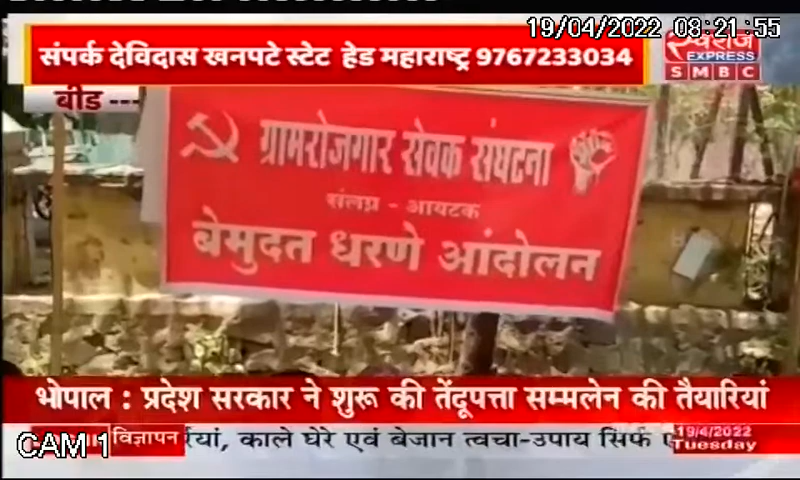 19/04/2022 08:21:55
संपर्क देविदास खनपटे स्टेट हेड महाराष्ट्र 9767233034
स्वराज
EXPRESS
SMBC
बीड ---
ग्रामरोजगार सेवक संघटना
संलग्न - आयटक
बेमुदत धरणे आंदोलन
भोपाल : प्रदेश सरकार ने शुरू की तेंदूपत्ता सम्मलेन की तैयारियां
CAM 1
विज्ञापन
काले घेरे एवं बेजान त्वचा-उपाय सिर्फ
19/4/2022
Tuesday